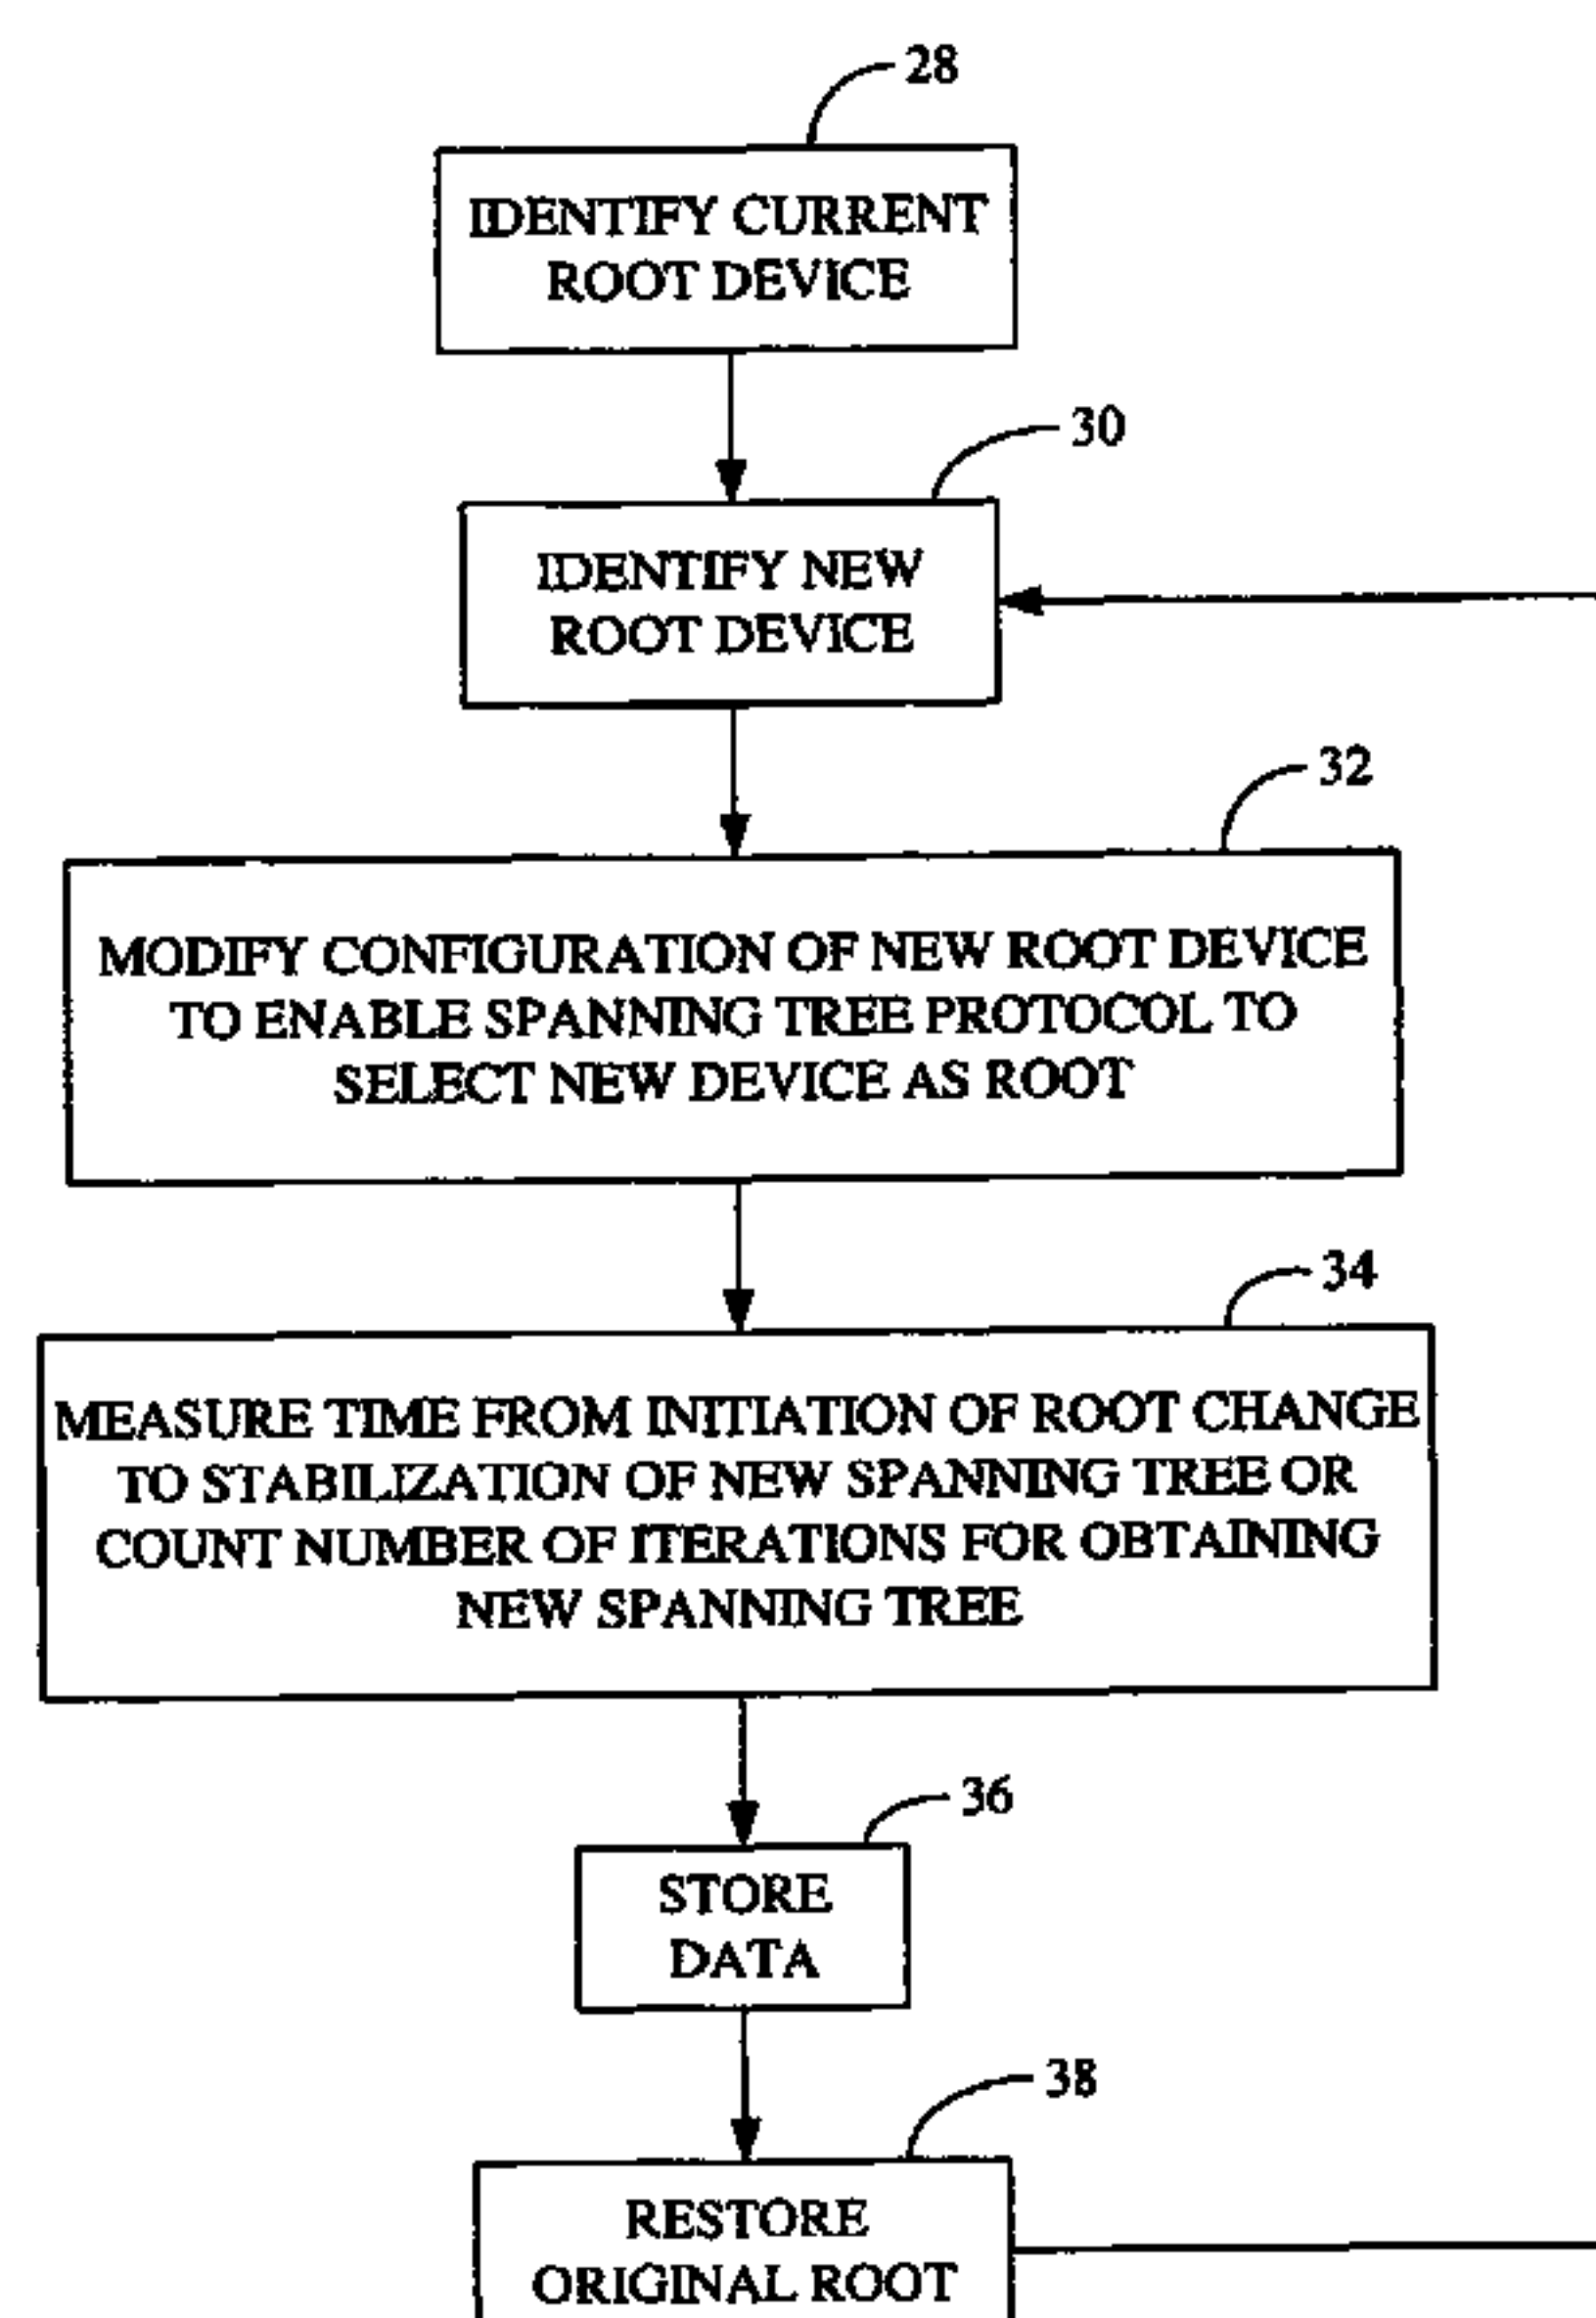 28
IDENTIFY CURRENT
ROOT DEVICE
30
IDENTIFY NEW
ROOT DEVICE
32
MODIFY CONFIGURATION OF NEW ROOT DEVICE
TO ENABLE SPANNING TREE PROTOCOL TO
SELECT NEW DEVICE AS ROOT
34
MEASURE TIME FROM INITIATION OF ROOT CHANGE
TO STABILIZATION OF NEW SPANNING TREE OR
COUNT NUMBER OF ITERATIONS FOR OBTAINING
NEW SPANNING TREE
36
STORE
DATA
38
RESTORE
ORIGINAL ROOT